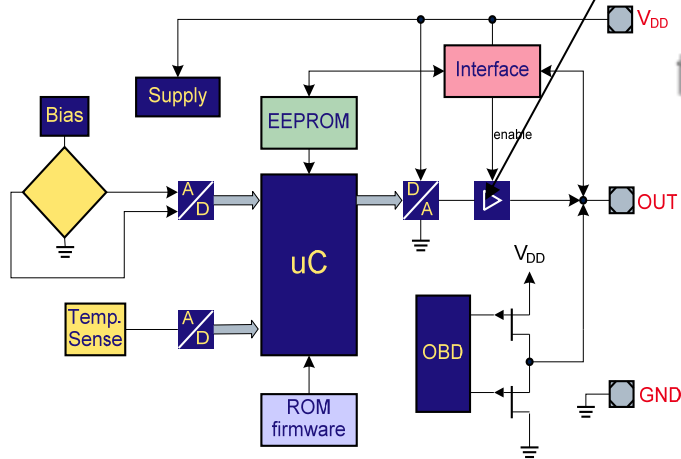 VDD
Interface
Supply
Bias
EEPROM
enable
A
D
D
A
OUT
uC
VDD
Temp.
Sense
A
D
OBD
GND
ROM
firmware